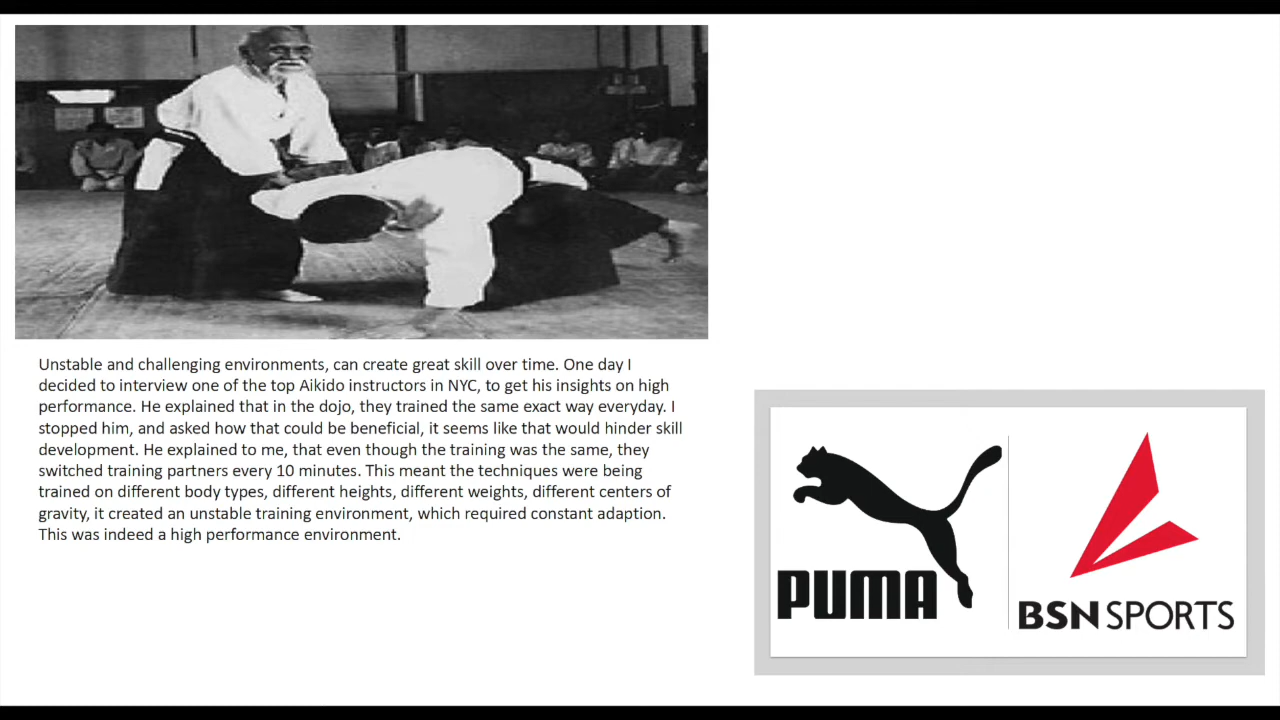 Unstable and challenging environments, can create great skill over time. One day I
decided to interview one of the top Aikido instructors in NYC, to get his insights on high
performance. He explained that in the dojo, they trained the same exact way everyday. I
stopped him, and asked how that could be beneficial, it seems like that would hinder skill
development. He explained to me, that even though the training was the same, they
switched training partners every 10 minutes. This meant the techniques were being
trained on different body types, different heights, different weights, different centers of
gravity, it created an unstable training environment, which required constant adaption.
This was indeed a high performance environment.
PUMA
BSN SPORTS